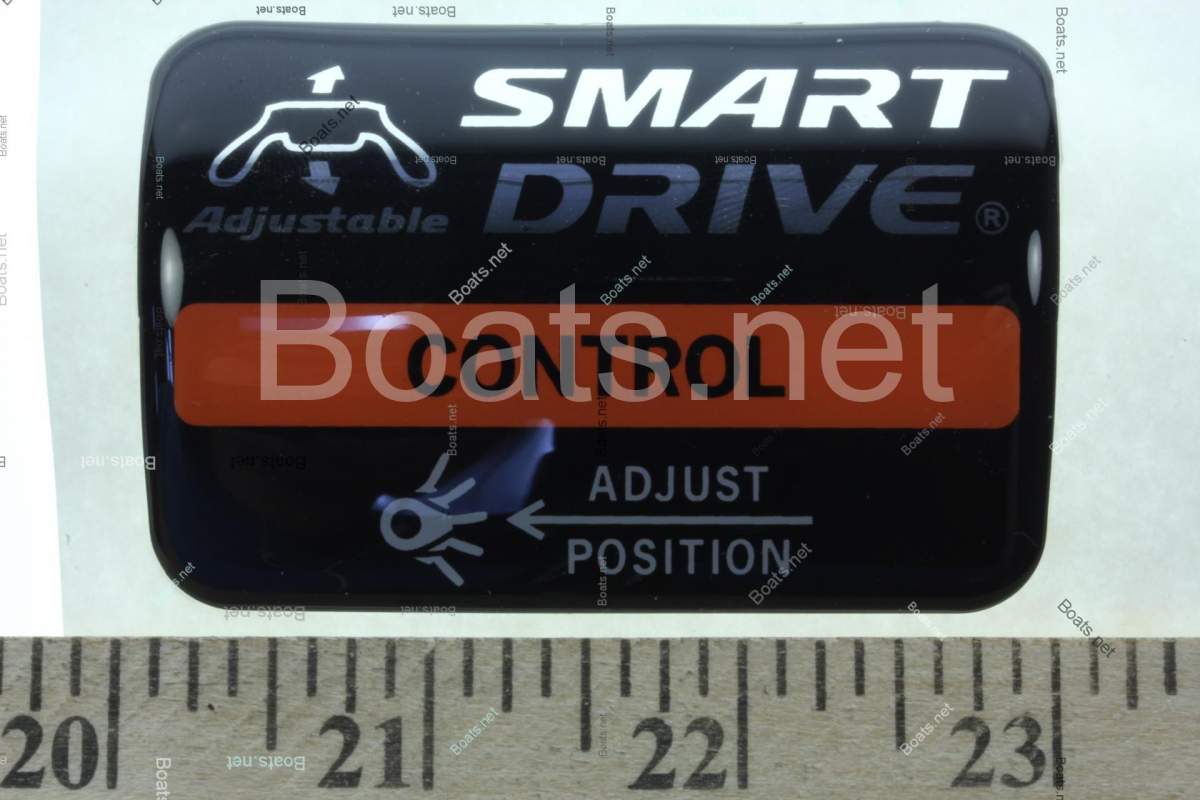 SMART
DRIVE®
Adjustable
CONTROL
Boats.net
ADJUST
POSITION
20 21 22 23